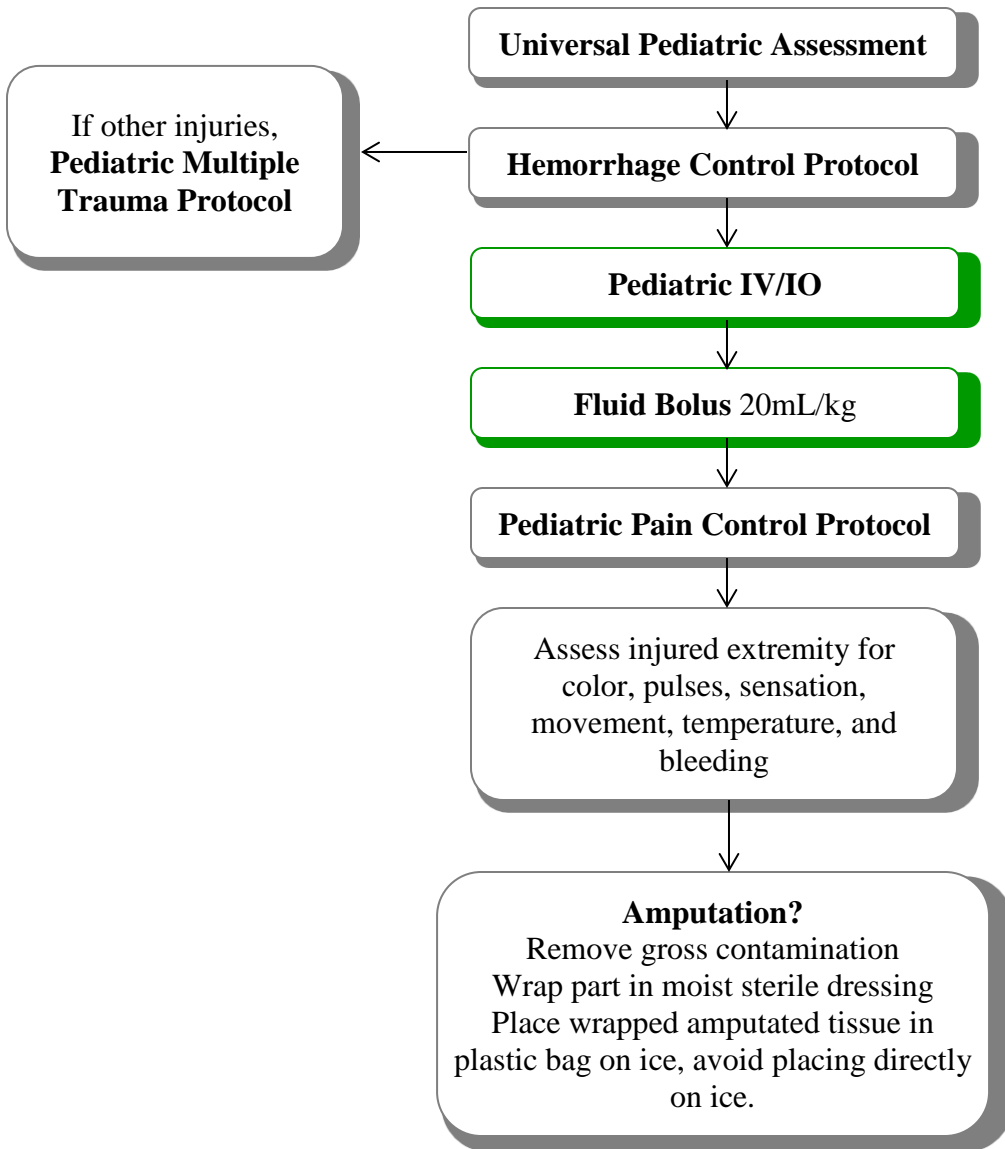 Universal Pediatric Assessment
If other injuries,
Pediatric Multiple
Trauma Protocol
Hemorrhage Control Protocol
Pediatric IV/IO
Fluid Bolus 20mL/kg
Pediatric Pain Control Protocol
Assess injured extremity for
color, pulses, sensation,
movement, temperature, and
bleeding
Amputation?
Remove gross contamination
Wrap part in moist sterile dressing
Place wrapped amputated tissue in
plastic bag on ice, avoid placing directly
on ice.